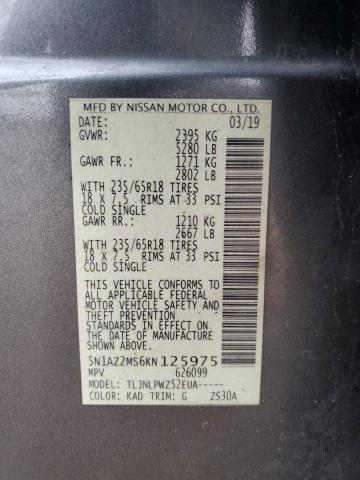 MFD BY NISSAN MOTOR CO., LTD.
DATE: 03/19
GVWR: 2395 KG
5280 LB
GAWR FR.: 1271 KG
2802 LB
WITH 235/65R18 TIRES
18 X 7.5 RIMS AT 33 PSI
COLD SINGLE
GAWR RR.: 1210 KG
2667 LB
WITH 235/65R18 TIRES
18 X 7.5 RIMS AT 33 PSI
COLD SINGLE
THIS VEHICLE CONFORMS TO
ALL APPLICABLE FEDERAL
MOTOR VEHICLE SAFETY AND
THEFT PREVENTION STANDARDS
IN EFFECT ON THE DATE
OF MANUFACTURE SHOWN
ABOVE.
5N1AZ2MS6KN125975
MPV 626099
MODEL: TLJNLPWZ52EUA-----
COLOR: KAD TRIM: G ZS30A